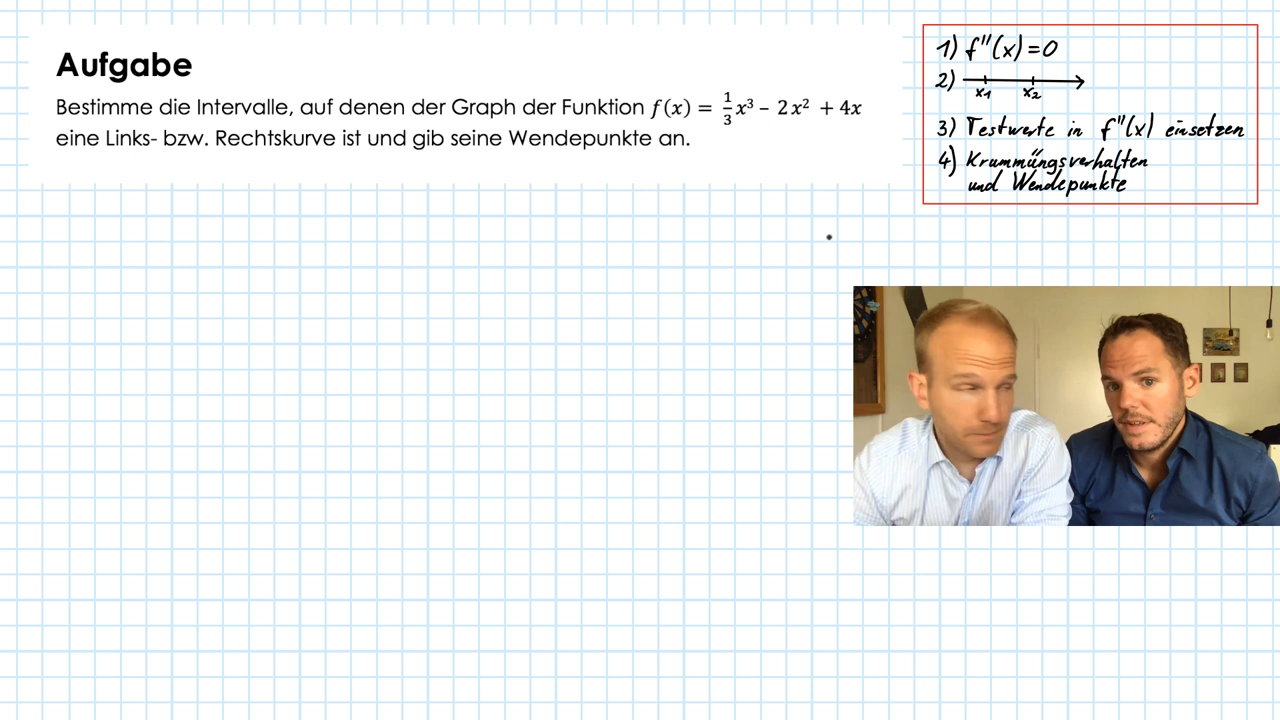 Aufgabe
Bestimme die Intervalle, auf denen der Graph der Funktion f(x) = 1/3 x³ − 2x² + 4x
eine Links- bzw. Rechtskurve ist und gib seine Wendepunkte an.
1) f''(x) = 0
2) x1 x2
3) Testwerte in f''(x) einsetzen
4) Krümmungsverhalten
und Wendepunkte